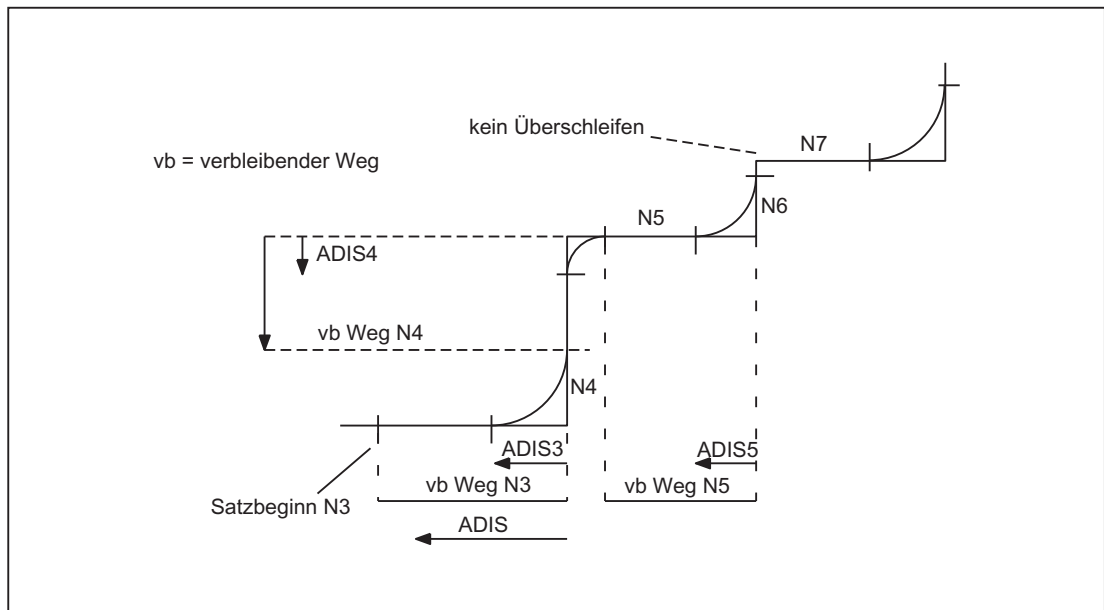 kein Überschleifen
N7
vb = verbleibender Weg
N6
N5
ADIS4
vb Weg N4
N4
ADIS3
ADIS5
vb Weg N3
vb Weg N5
Satzbeginn N3
ADIS